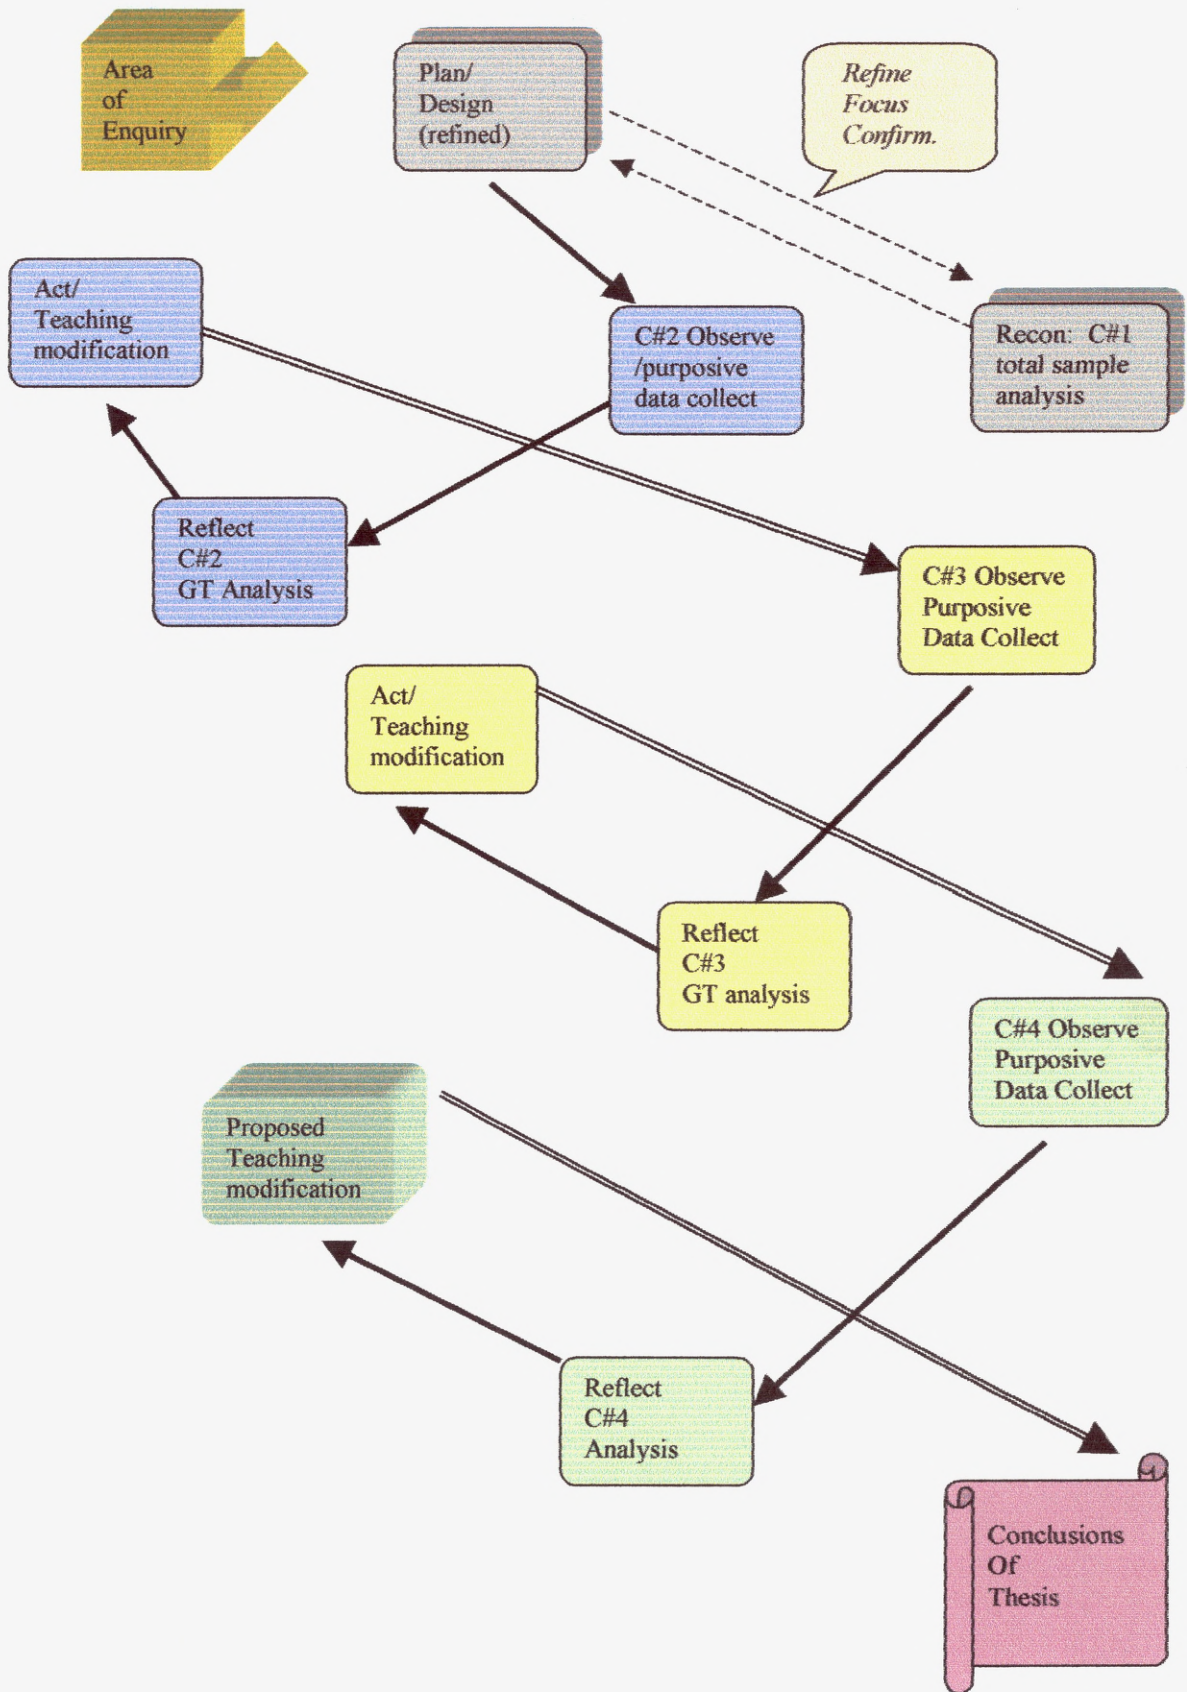 Area
of
Enquiry
Plan/
Design
(refined)
Refine
Focus
Confirm.
Act/
Teaching
modification
C#2 Observe
/purposive
data collect
Recon:  C#1
total sample
analysis
Reflect
C#2
GT Analysis
C#3 Observe
Purposive
Data Collect
Act/
Teaching
modification
Reflect
C#3
GT analysis
C#4 Observe
Purposive
Data Collect
Proposed
Teaching
modification
Reflect
C#4
Analysis
Conclusions
Of
Thesis